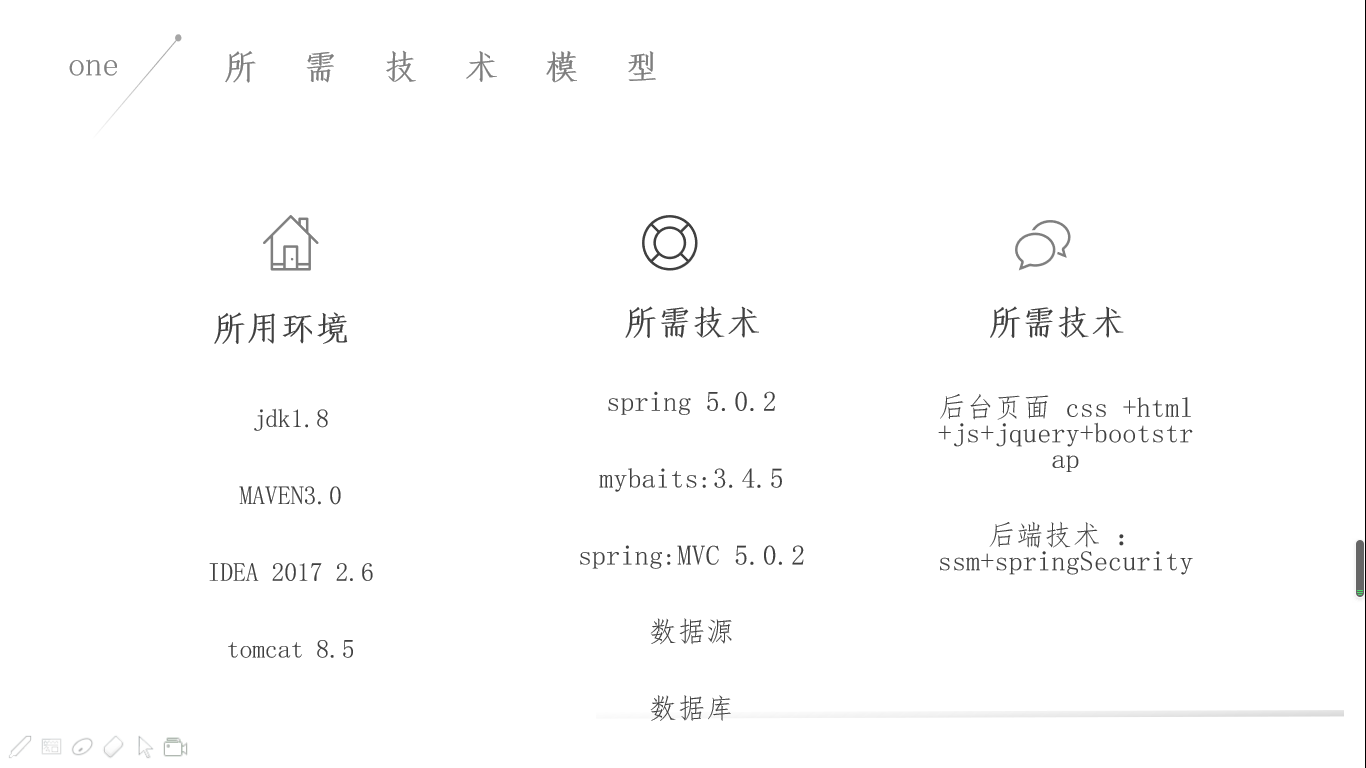 one
所需技术模型
所用环境
jdk1.8
MAVEN3.0
IDEA 2017 2.6
tomcat 8.5
所需技术
spring 5.0.2
mybaits:3.4.5
spring:MVC 5.0.2
数据源
数据库
所需技术
后台页面 css +html
+js+jquery+bootstr
ap
后端技术 ：
ssm+springSecurity